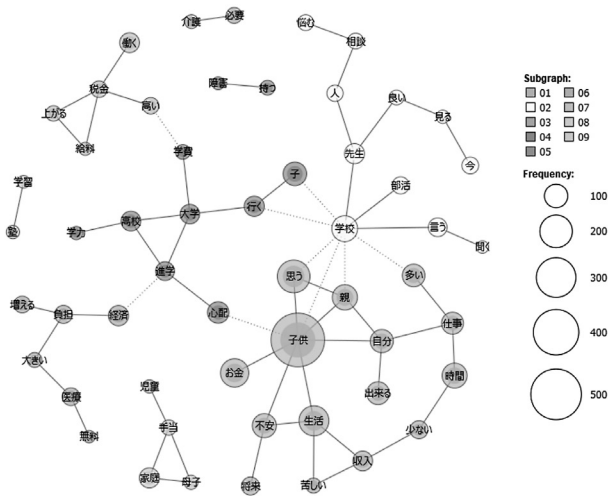 介護
必要
悩む
働く
相談
障害
持つ
税金
人
良い
上がる
高い
見る
給料
学費
先生
今
学習
子
部活
塾
学力
高校
大学
行く
学校
言う
聞く
進学
思う
親
多い
増える
負担
経済
心配
子供
自分
仕事
大きい
お金
出来る
時間
医療
児童
無料
手当
不安
生活
少ない
家庭
母子
将来
苦しい
収入
Subgraph:
01 06
02 07
03 08
04 09
05
Frequency:
100
200
300
400
500